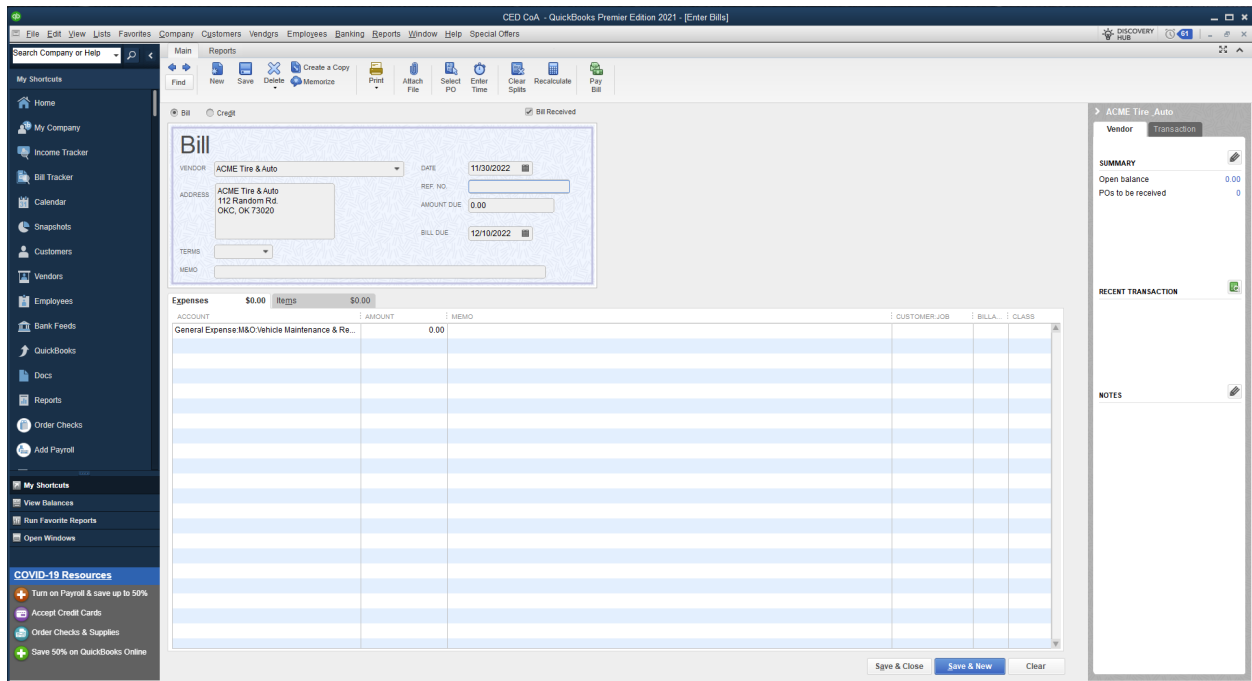 CED CoA - QuickBooks Premier Edition 2021 - [Enter Bills]
File Edit View Lists Favorites Company Customers Vendors Employees Banking Reports Window Help Special Offers
DISCOVERY HUB 61
Search Company or Help
Main Reports
Find New Save Delete Create a Copy Memorize Print Attach File Select PO Enter Time Clear Splits Recalculate Pay Bill
My Shortcuts
Home
My Company
Income Tracker
Bill Tracker
Calendar
Snapshots
Customers
Vendors
Employees
Bank Feeds
QuickBooks
Docs
Reports
Order Checks
Add Payroll
My Shortcuts
View Balances
Run Favorite Reports
Open Windows
COVID-19 Resources
Turn on Payroll & save up to 50%
Accept Credit Cards
Order Checks & Supplies
Save 50% on QuickBooks Online
Bill Credit Bill Received
Bill
VENDOR ACME Tire & Auto DATE 11/30/2022
REF. NO.
ADDRESS ACME Tire & Auto
112 Random Rd.
OKC, OK 73020
AMOUNT DUE 0.00
BILL DUE 12/10/2022
TERMS
MEMO
Expenses $0.00 Items $0.00
ACCOUNT AMOUNT MEMO CUSTOMER:JOB BILLA... CLASS
General Expense:M&O:Vehicle Maintenance & Re... 0.00
Save & Close Save & New Clear
ACME Tire _Auto
Vendor Transaction
SUMMARY
Open balance 0.00
POs to be received 0
RECENT TRANSACTION
NOTES